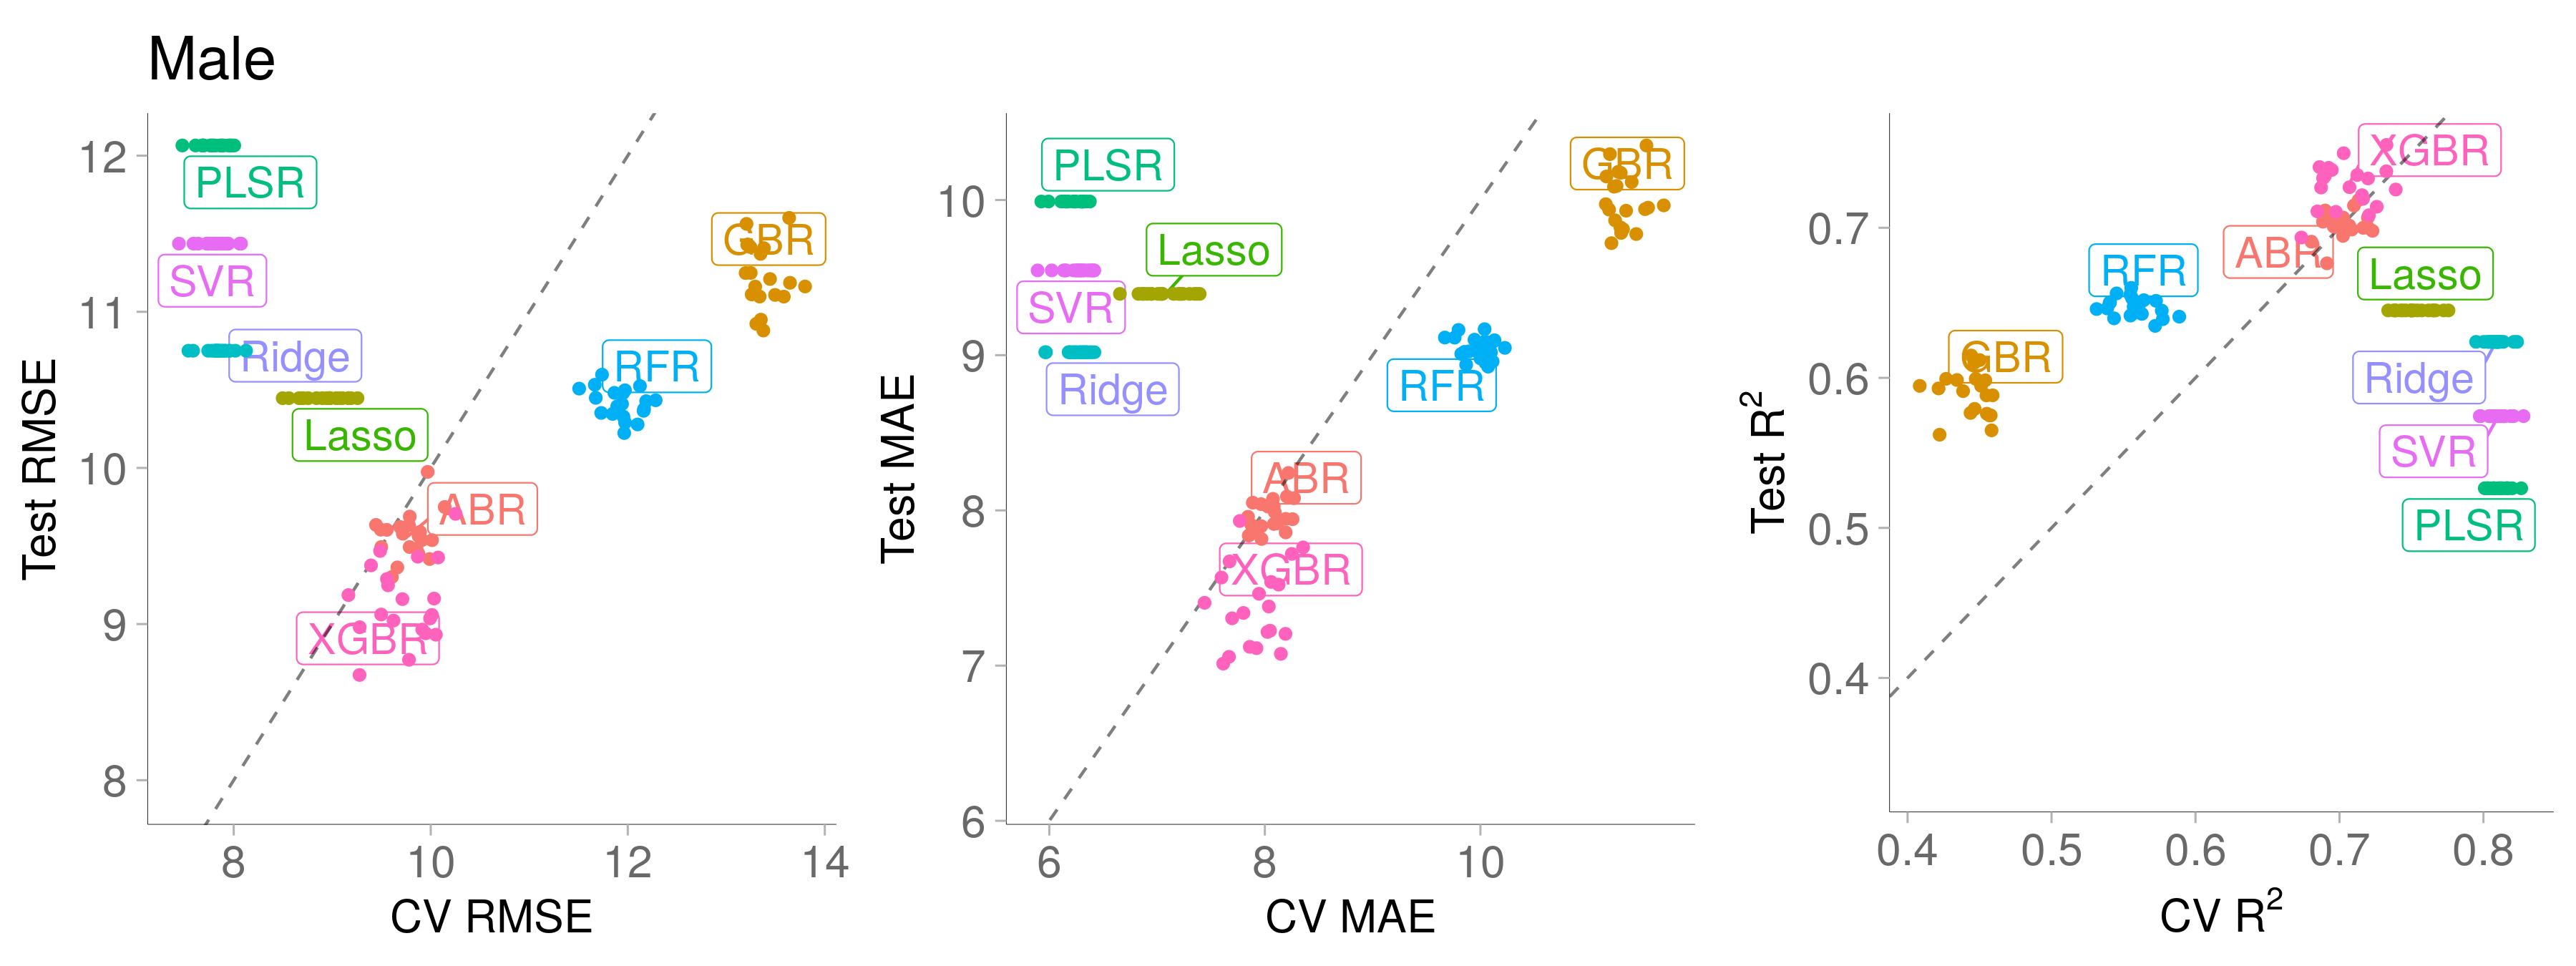 Male
12
11
10
9
8
Test RMSE
PLSR
SVR
Ridge
Lasso
ABR
XGBR
RFR
GBR
8
10
12
14
CV RMSE
10
9
8
7
6
Test MAE
PLSR
Lasso
SVR
Ridge
GBR
RFR
ABR
XGBR
6
8
10
CV MAE
0.7
0.6
0.5
0.4
Test R²
XGBR
ABR
RFR
Lasso
GBR
Ridge
SVR
PLSR
0.4
0.5
0.6
0.7
0.8
CV R²